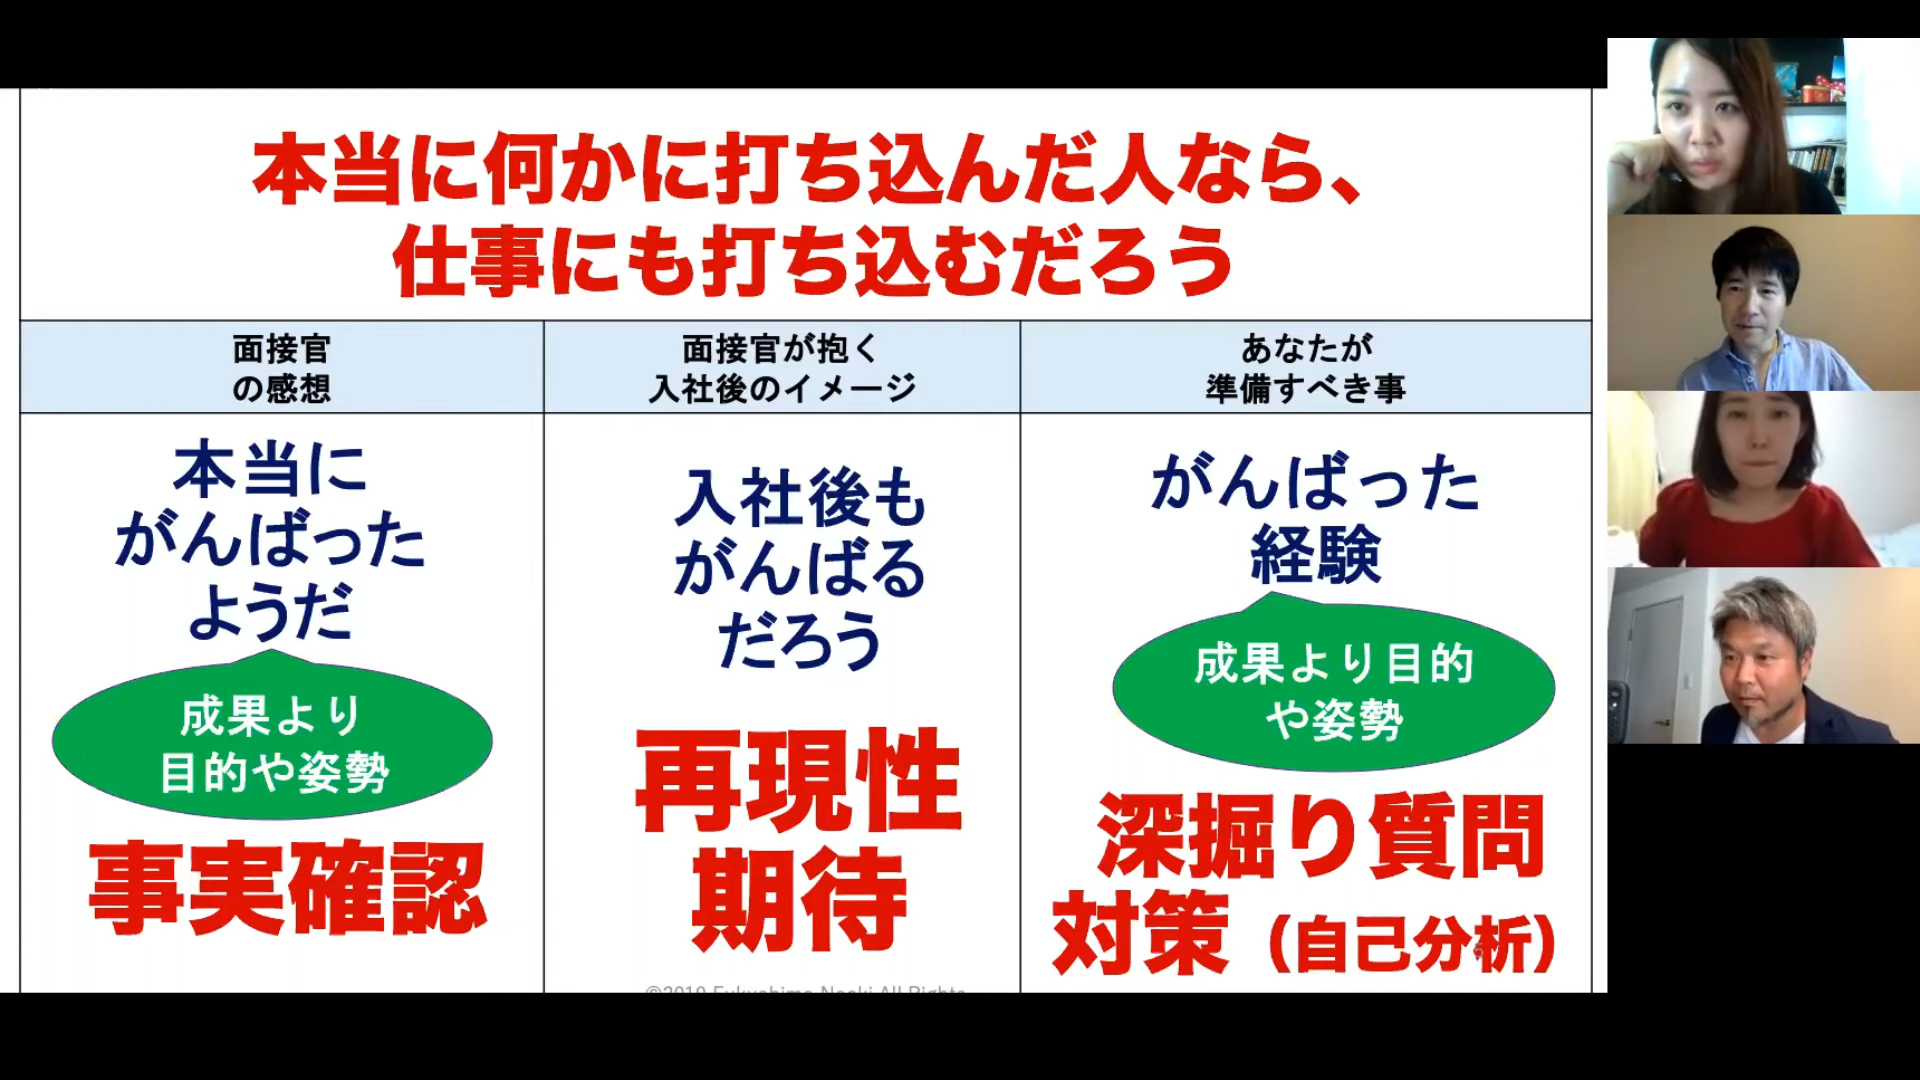 本当に何かに打ち込んだ人なら、
仕事にも打ち込むだろう
面接官
の感想
面接官が抱く
入社後のイメージ
あなたが
準備すべき事
本当に
がんばった
ようだ
成果より
目的や姿勢
事実確認
入社後も
がんばる
だろう
再現性
期待
がんばった
経験
成果より目的
や姿勢
深掘り質問
対策（自己分析）
©2019 Fukushima Naoki All Rights